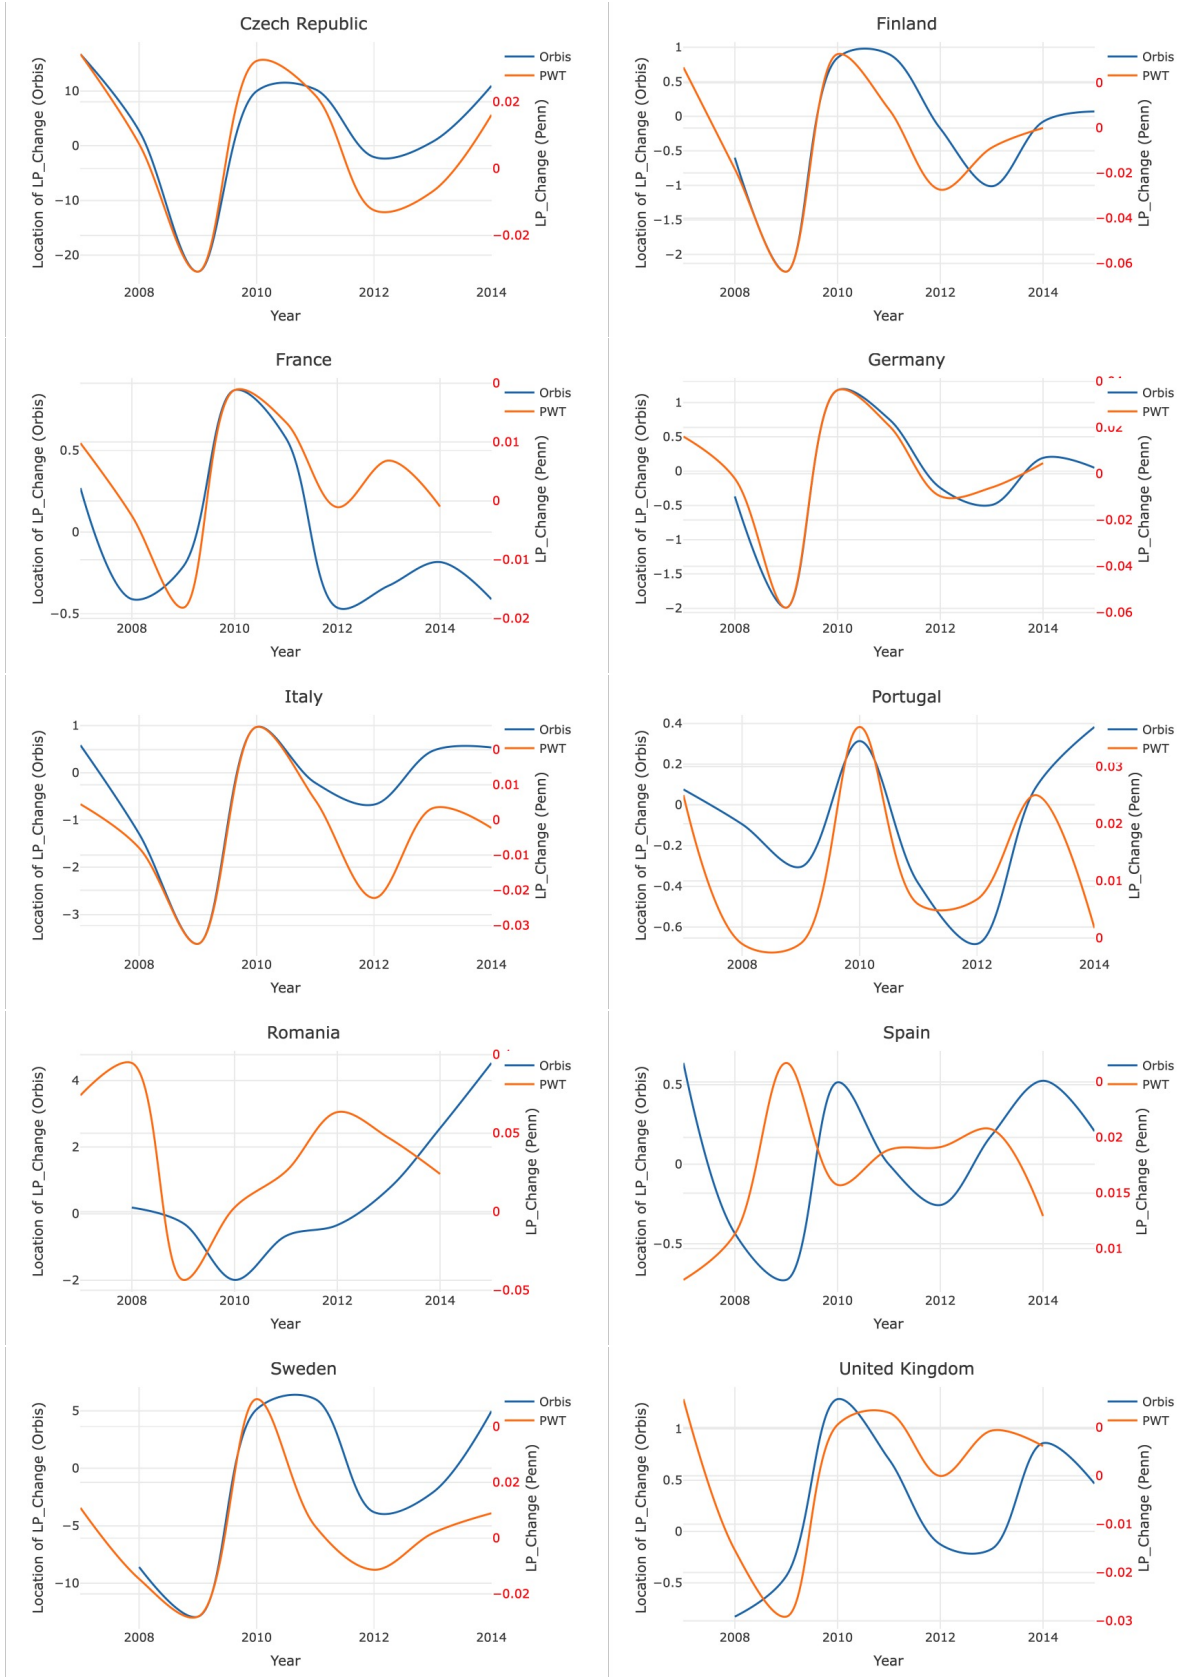 Czech Republic
Orbis
PWT
Location of LP_Change (Orbis)
10
0
−10
−20
0.02
0
−0.02
LP_Change (Penn)
2008
2010
2012
2014
Year
Finland
Orbis
PWT
Location of LP_Change (Orbis)
1
0.5
0
−0.5
−1
−1.5
−2
0
0
−0.02
−0.04
−0.06
LP_Change (Penn)
2008
2010
2012
2014
Year
France
Orbis
PWT
Location of LP_Change (Orbis)
0.5
0
−0.5
0
0.01
0
−0.01
−0.02
LP_Change (Penn)
2008
2010
2012
2014
Year
Germany
Orbis
PWT
Location of LP_Change (Orbis)
1
0.5
0
−0.5
−1
−1.5
−2
0.02
0
−0.02
−0.04
−0.06
LP_Change (Penn)
2008
2010
2012
2014
Year
Italy
Orbis
PWT
Location of LP_Change (Orbis)
1
0
−1
−2
−3
0
0.01
0
−0.01
−0.02
−0.03
LP_Change (Penn)
2008
2010
2012
2014
Year
Portugal
Orbis
PWT
Location of LP_Change (Orbis)
0.4
0.2
0
−0.2
−0.4
−0.6
0.03
0.02
0.01
0
LP_Change (Penn)
2008
2010
2012
2014
Year
Romania
Orbis
PWT
Location of LP_Change (Orbis)
4
2
0
−2
0.05
0
−0.05
LP_Change (Penn)
2008
2010
2012
2014
Year
Spain
Orbis
PWT
Location of LP_Change (Orbis)
0.5
0
−0.5
0
0.02
0.015
0.01
LP_Change (Penn)
2008
2010
2012
2014
Year
Sweden
Orbis
PWT
Location of LP_Change (Orbis)
5
0
−5
−10
0
0.02
0
−0.02
LP_Change (Penn)
2008
2010
2012
2014
Year
United Kingdom
Orbis
PWT
Location of LP_Change (Orbis)
1
0.5
0
−0.5
0
0
−0.01
−0.02
−0.03
LP_Change (Penn)
2008
2010
2012
2014
Year